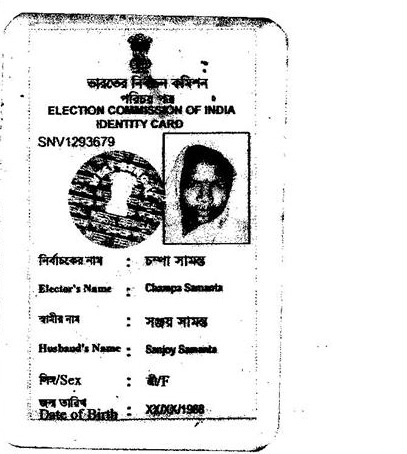 ভারতের নির্বাচন কমিশন
পরিচয় পত্র
ELECTION COMMISSION OF INDIA
IDENTITY CARD
SNV1293679
নির্বাচকের নাম : চম্পা সামন্ত
Elector's Name : Champa Samanta
স্বামীর নাম : সঞ্জয় সামন্ত
Husband's Name : Sanjoy Samanta
লিঙ্গ/Sex : স্ত্রী/F
জন্ম তারিখ
Date of Birth : XX/XX/1988